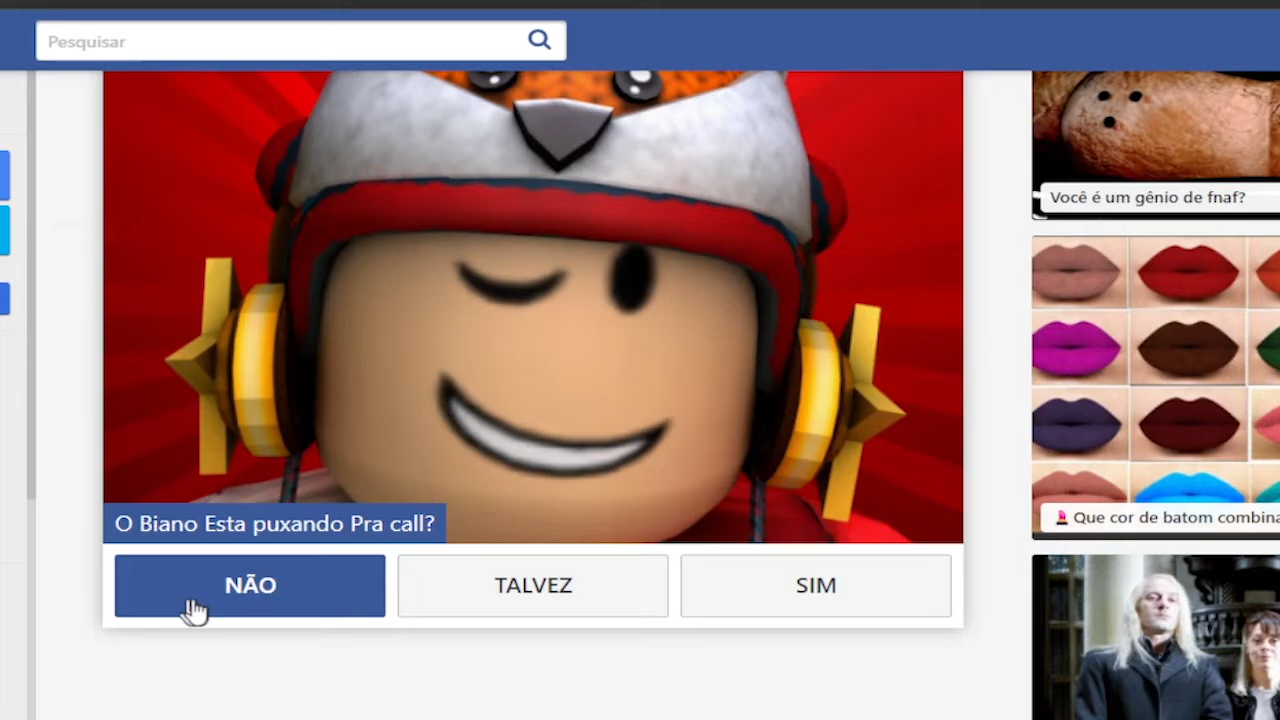 Pesquisar
Você é um gênio de fnaf?
O Biano Esta puxando Pra call?
💄 Que cor de batom combina
NÃO
TALVEZ
SIM